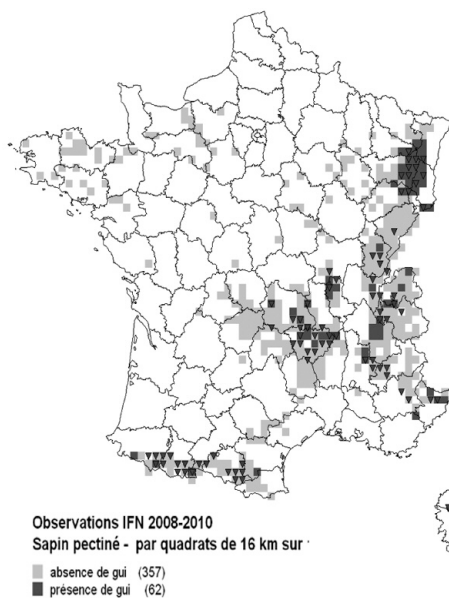 Observations IFN 2008-2010
Sapin pectiné - par quadrats de 16 km sur
absence de gui (357)
présence de gui (62)